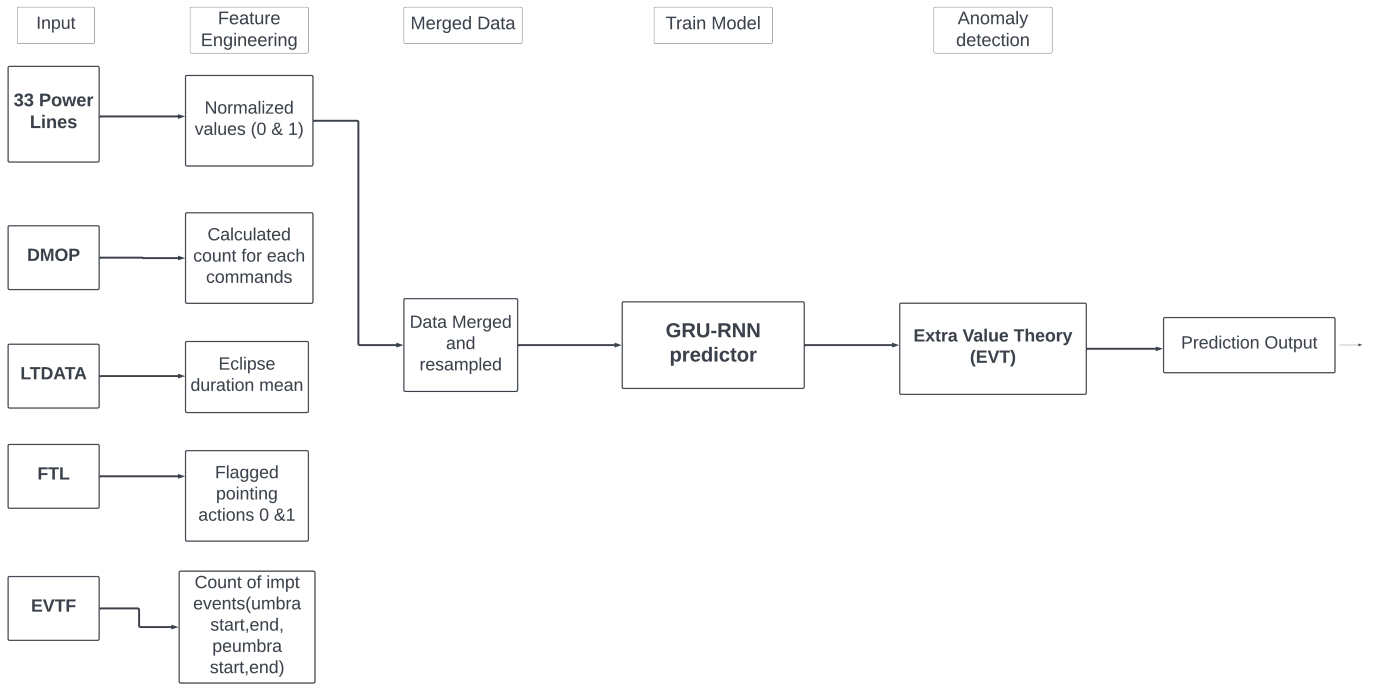 Input
Feature
Engineering
Merged Data
Train Model
Anomaly
detection
33 Power
Lines
Normalized
values (0 & 1)
DMOP
Calculated
count for each
commands
LTDATA
Eclipse
duration mean
Data Merged
and
resampled
GRU-RNN
predictor
Extra Value Theory
(EVT)
Prediction Output
FTL
Flagged
pointing
actions 0 &1
EVTF
Count of impt
events(umbra
start,end,
peumbra
start,end)